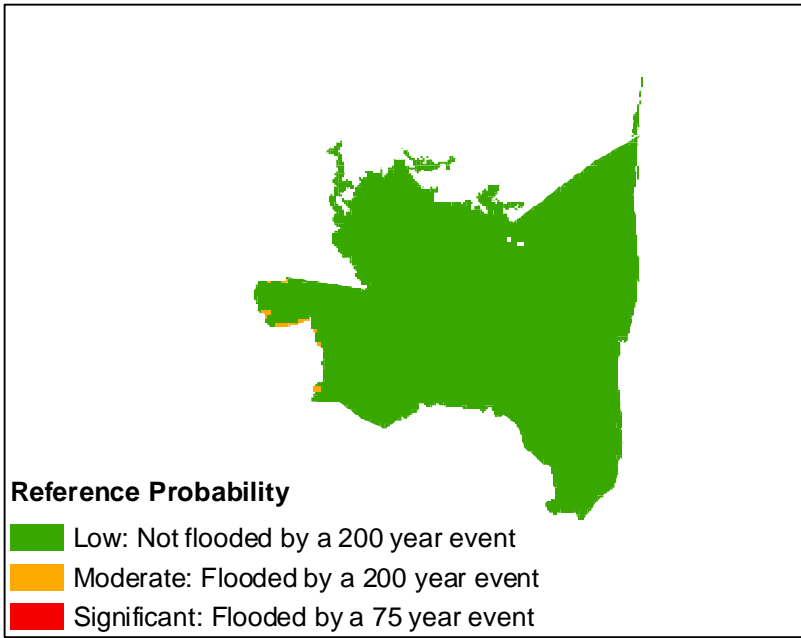 Reference Probability
Low: Not flooded by a 200 year event
Moderate: Flooded by a 200 year event
Significant: Flooded by a 75 year event